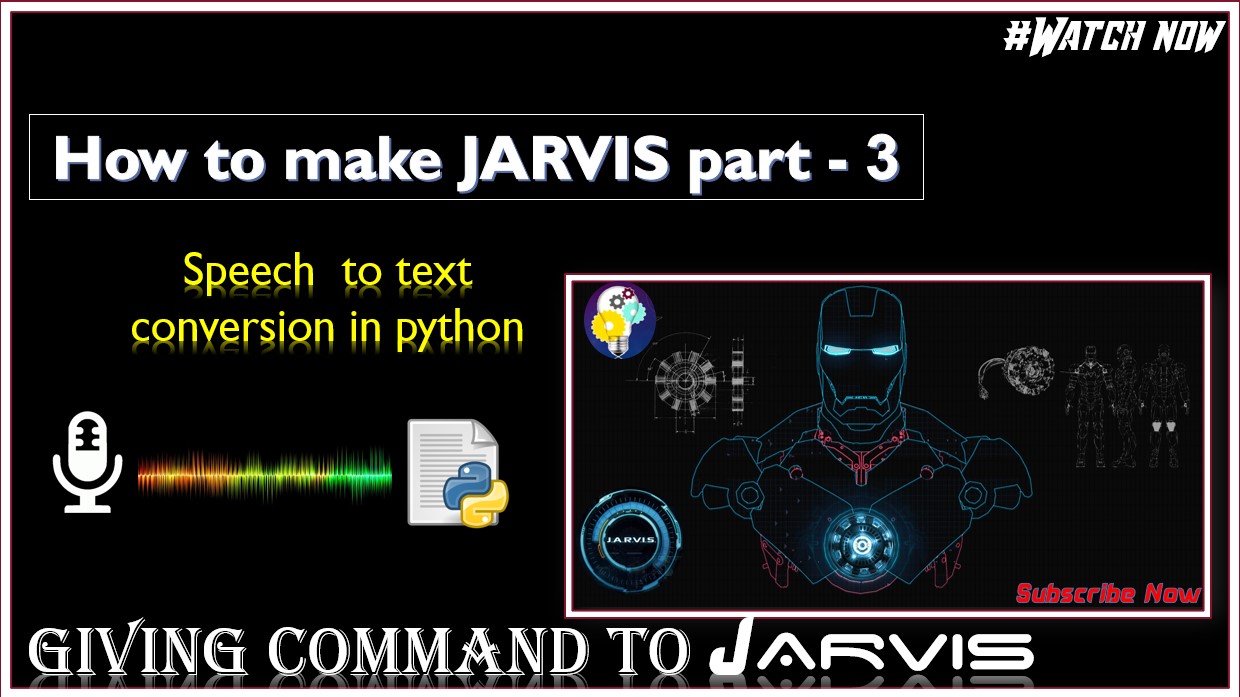 #Watch now
How to make JARVIS part - 3
Speech to text
conversion in python
J.A.R.V.I.S.
Subscribe Now
GIVING COMMAND TO JARVIS